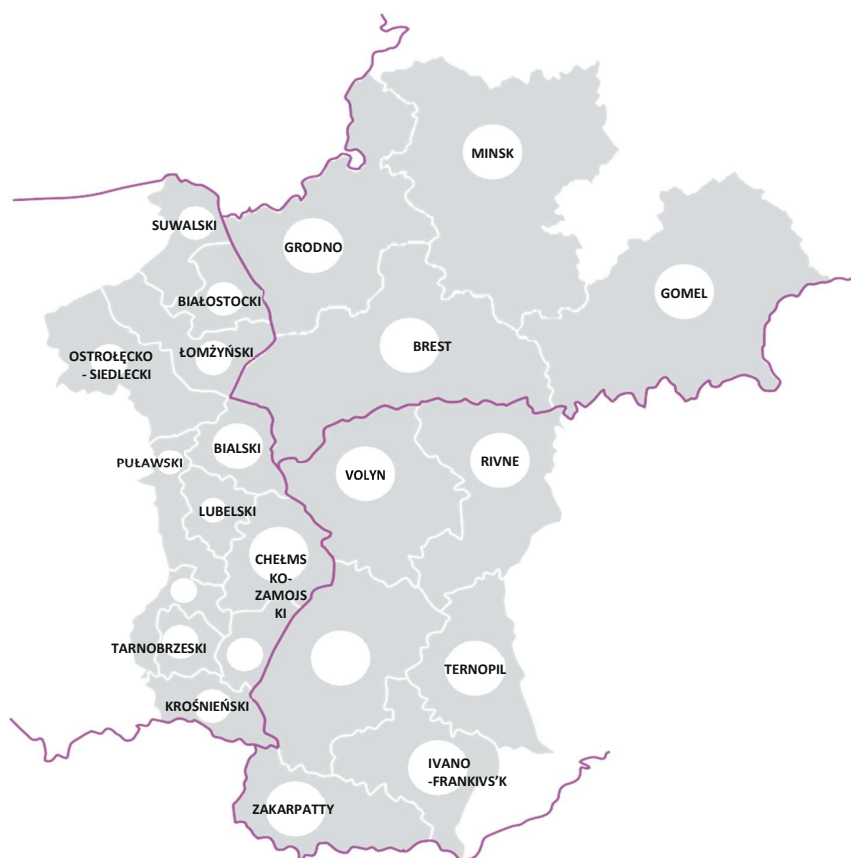 MINSK
SUWALSKI
GRODNO
BIAŁOSTOCKI
GOMEL
OSTROŁĘCKO
- SIEDLECKI
ŁOMŻYŃSKI
BREST
BIALSKI
PUŁAWSKI
VOLYN
RIVNE
LUBELSKI
CHEŁMS
KO-
ZAMOJS
KI
TARNOBRZESKI
TERNOPIL
KROŚNIEŃSKI
IVANO
-FRANKIVS’K
ZAKARPATTY